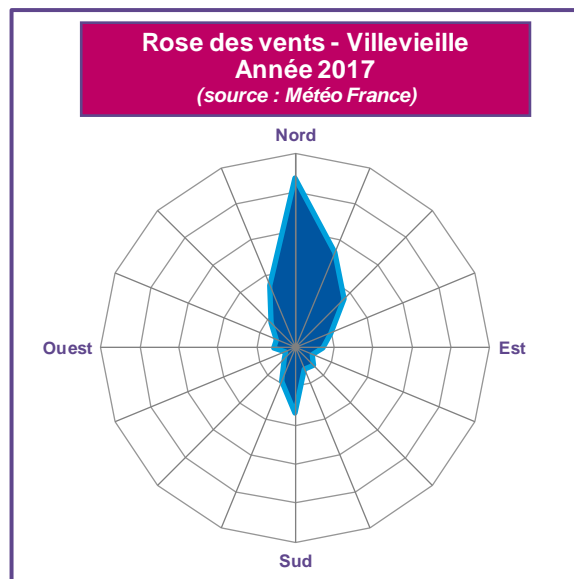 Rose des vents - Villevieille
Année 2017
(source : Météo France)
Nord
Ouest
Est
Sud